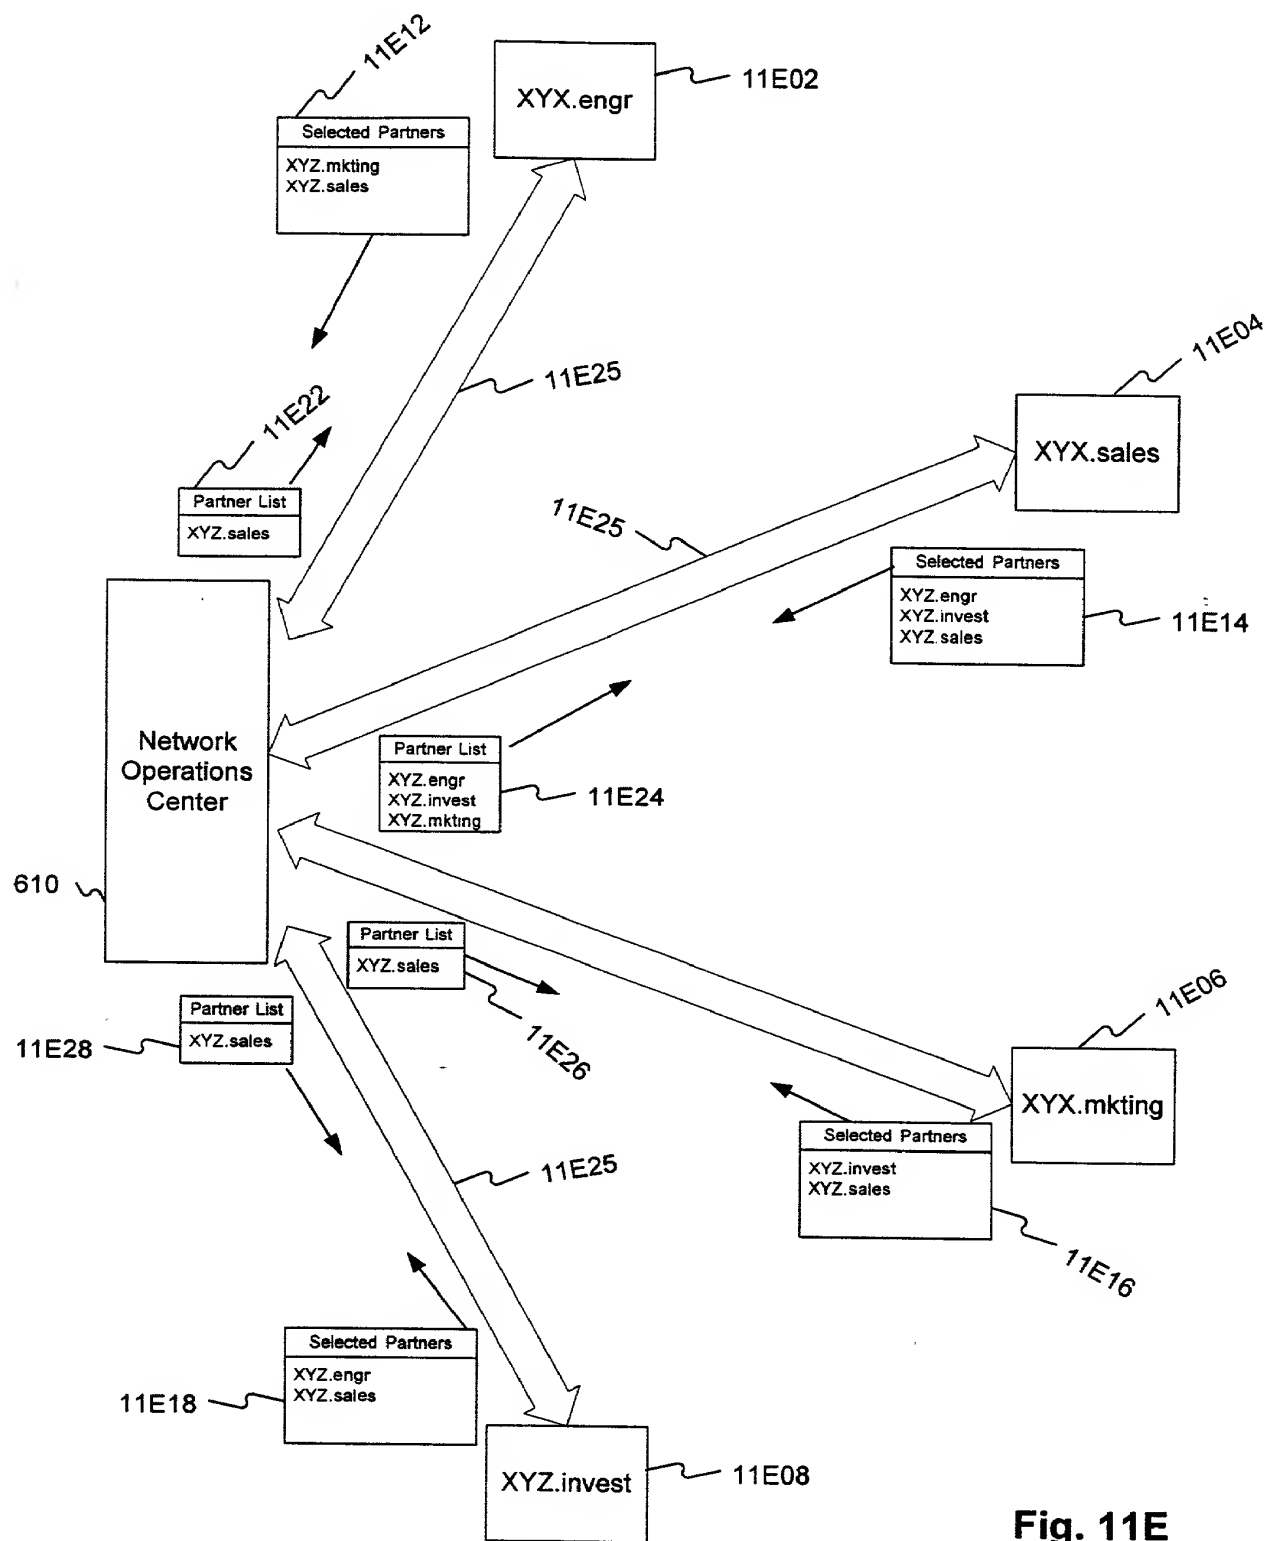 11E12
XYX.engr
11E02
Selected Partners
XYZ.mkting
XYZ.sales
11E25
11E22
Partner List
XYZ.sales
11E04
XYX.sales
11E25
Selected Partners
XYZ.engr
XYZ.invest
XYZ.sales
11E14
Network
Operations
Center
Partner List
XYZ.engr
XYZ.invest
XYZ.mkting
11E24
610
Partner List
XYZ.sales
11E26
Partner List
XYZ.sales
11E28
11E06
XYX.mkting
Selected Partners
XYZ.invest
XYZ.sales
11E16
11E25
Selected Partners
XYZ.engr
XYZ.sales
11E18
XYZ.invest
11E08
Fig. 11E